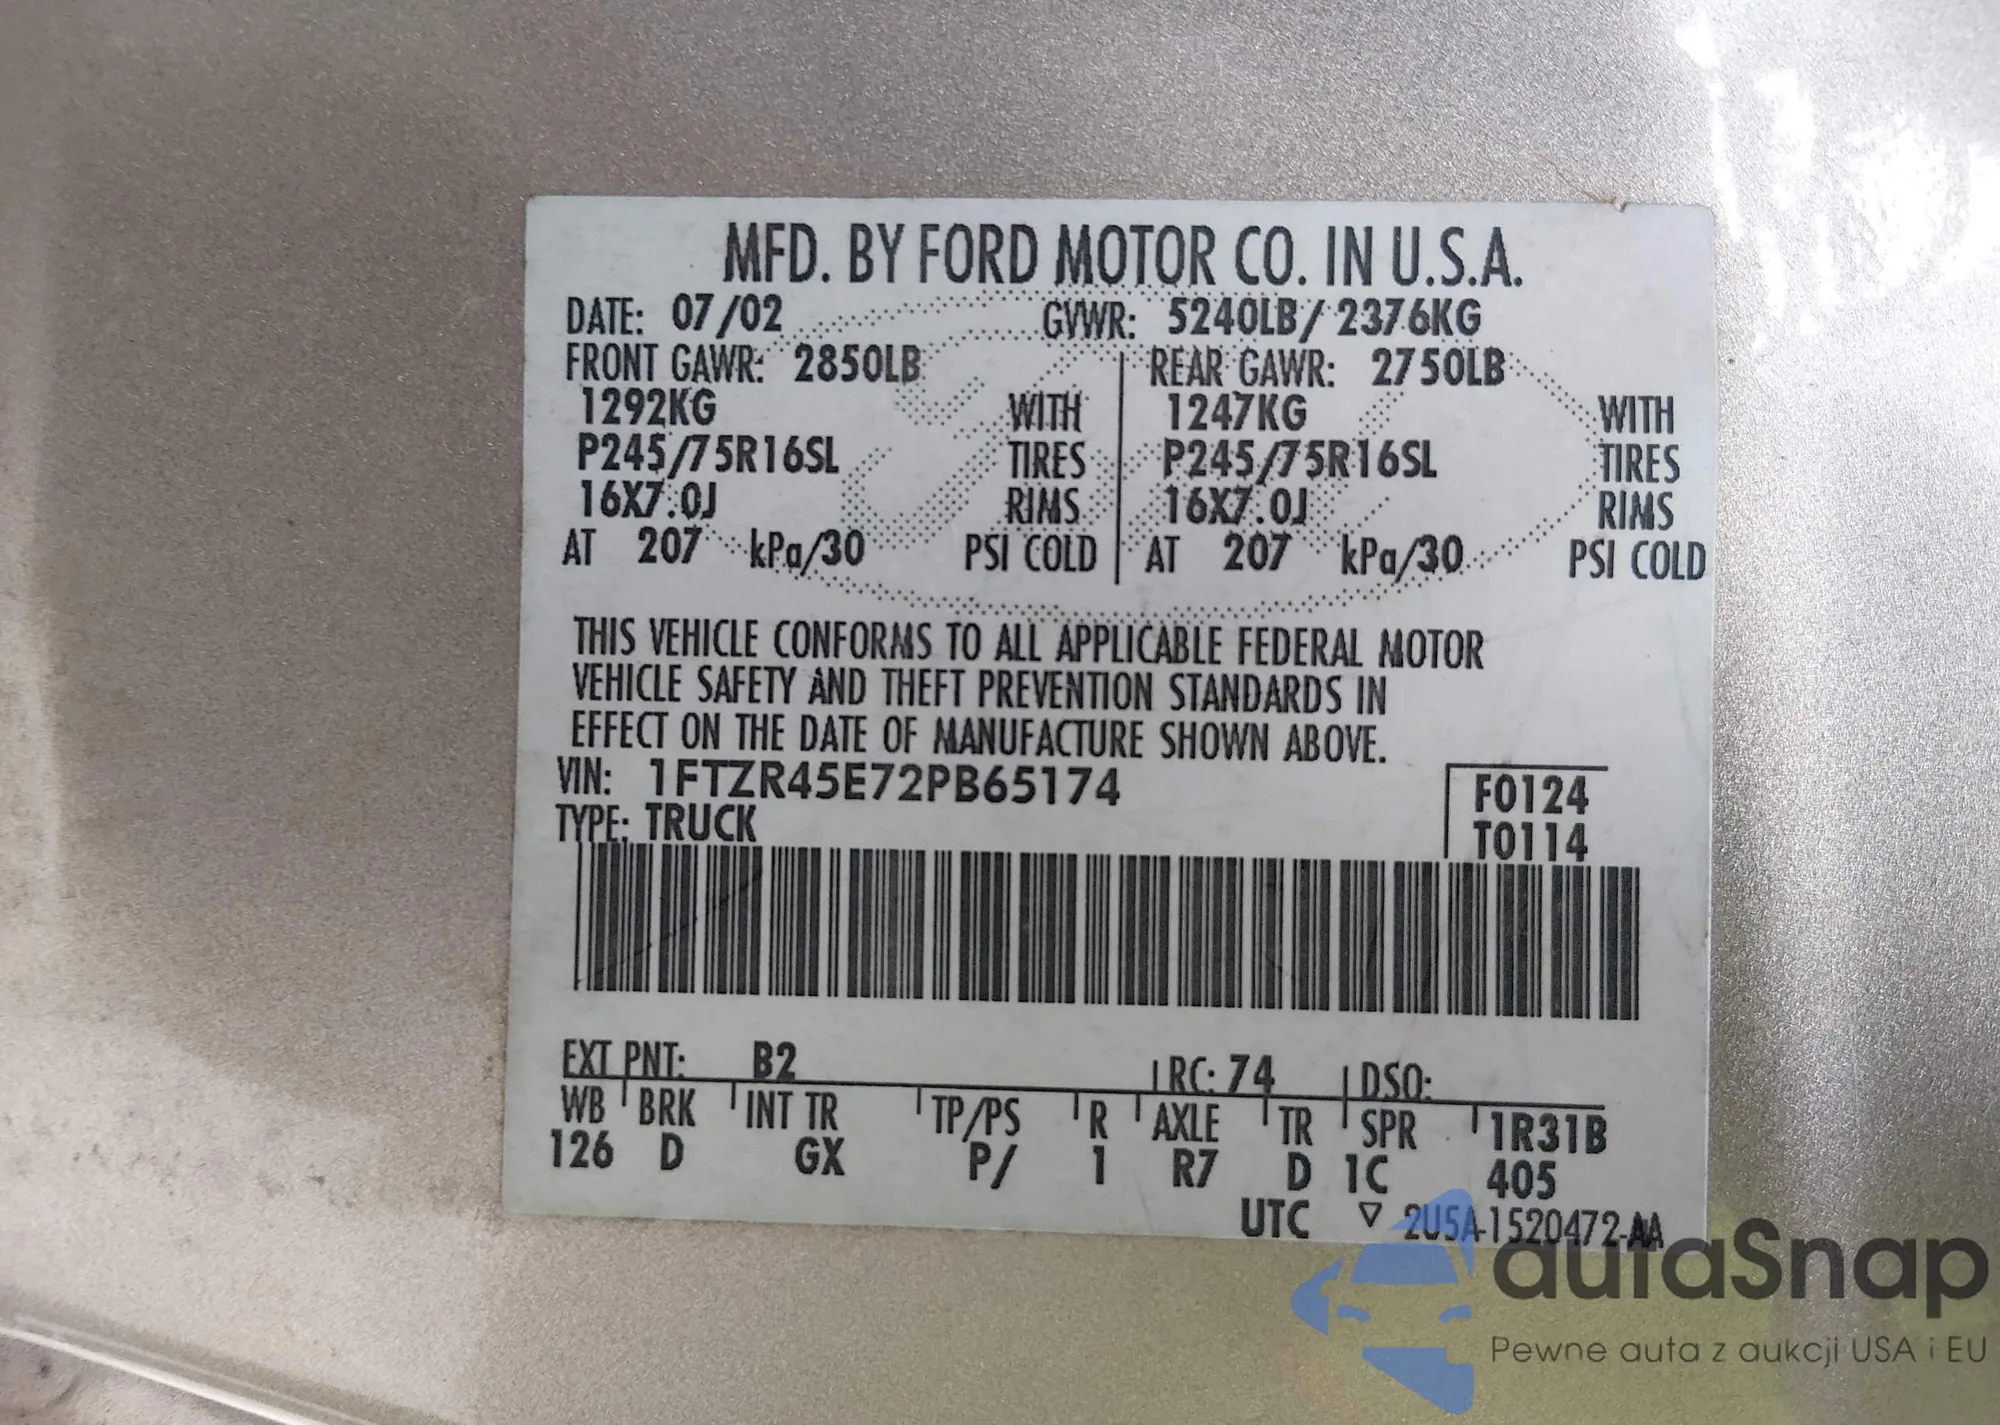 MFD. BY FORD MOTOR CO. IN U.S.A.
DATE: 07/02 GVWR: 5240LB/ 2376KG
FRONT GAWR: 2850LB REAR GAWR: 2750LB
1292KG WITH 1247KG WITH
P245/75R16SL TIRES P245/75R16SL TIRES
16X7.0J RIMS 16X7.0J RIMS
AT 207 kPa/30 PSI COLD AT 207 kPa/30 PSI COLD
THIS VEHICLE CONFORMS TO ALL APPLICABLE FEDERAL MOTOR
VEHICLE SAFETY AND THEFT PREVENTION STANDARDS IN
EFFECT ON THE DATE OF MANUFACTURE SHOWN ABOVE.
VIN: 1FTZR45E72PB65174 F0124
TYPE: TRUCK T0114
EXT PNT: B2 RC: 74 DSO:
WB BRK INT TR TP/PS R AXLE TR SPR 1R31B
126 D GX P/ 1 R7 D 1C 405
UTC ▽ 2U5A-1520472-AA
autaSnap
Pewne auta z aukcji USA i EU